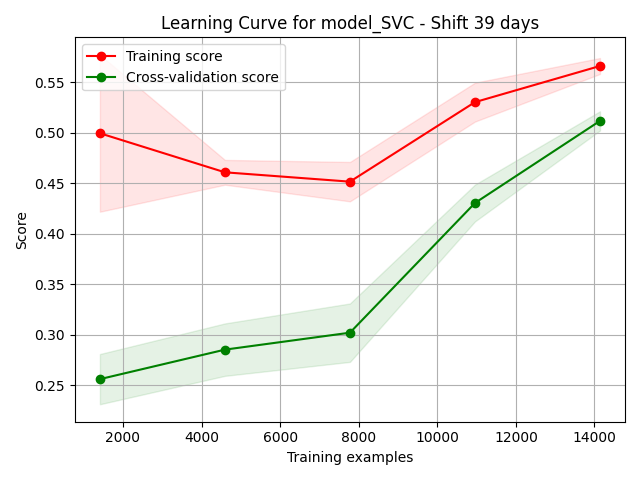 Learning Curve for model_SVC - Shift 39 days
Training score
Cross-validation score
0.55
0.50
0.45
0.40
0.35
0.30
0.25
Score
2000 4000 6000 8000 10000 12000 14000
Training examples